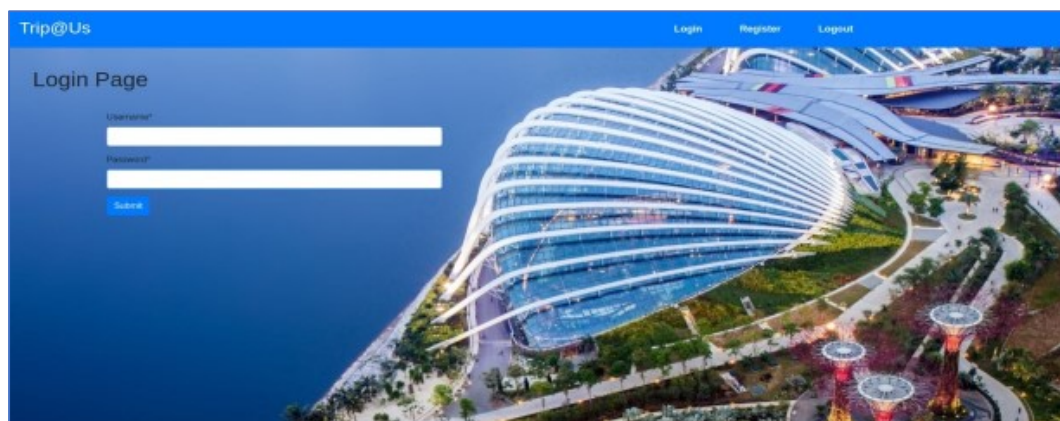 Trip@Us Login Register Logout
Login Page
Username*
Password*
Submit